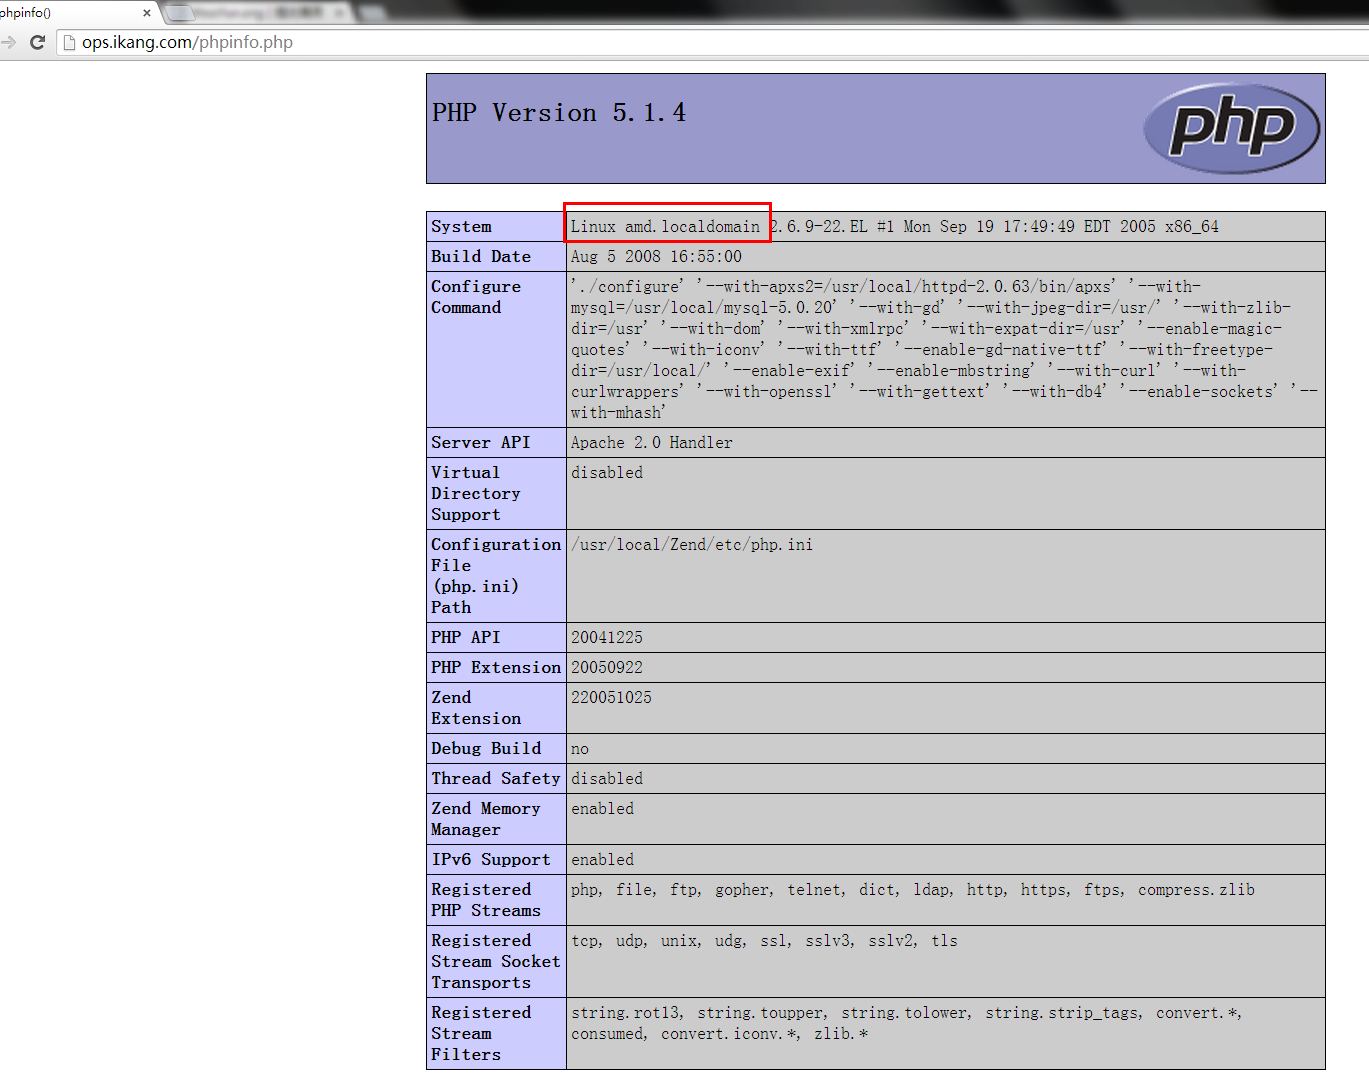 phpinfo()
ops.ikang.com/phpinfo.php
PHP Version 5.1.4
php
System Linux amd.localdomain 2.6.9-22.EL #1 Mon Sep 19 17:49:49 EDT 2005 x86_64
Build Date Aug 5 2008 16:55:00
Configure './configure' '--with-apxs2=/usr/local/httpd-2.0.63/bin/apxs' '--with-
Command mysql=/usr/local/mysql-5.0.20' '--with-gd' '--with-jpeg-dir=/usr/' '--with-zlib-
dir=/usr' '--with-dom' '--with-xmlrpc' '--with-expat-dir=/usr' '--enable-magic-
quotes' '--with-iconv' '--with-ttf' '--enable-gd-native-ttf' '--with-freetype-
dir=/usr/local/' '--enable-exif' '--enable-mbstring' '--with-curl' '--with-
curlwrappers' '--with-openssl' '--with-gettext' '--with-db4' '--enable-sockets' '--
with-mhash'
Server API Apache 2.0 Handler
Virtual disabled
Directory
Support
Configuration /usr/local/Zend/etc/php.ini
File
(php.ini)
Path
PHP API 20041225
PHP Extension 20050922
Zend 220051025
Extension
Debug Build no
Thread Safety disabled
Zend Memory enabled
Manager
IPv6 Support enabled
Registered php, file, ftp, gopher, telnet, dict, ldap, http, https, ftps, compress.zlib
PHP Streams
Registered tcp, udp, unix, udg, ssl, sslv3, sslv2, tls
Stream Socket
Transports
Registered string.rot13, string.toupper, string.tolower, string.strip_tags, convert.*,
Stream consumed, convert.iconv.*, zlib.*
Filters